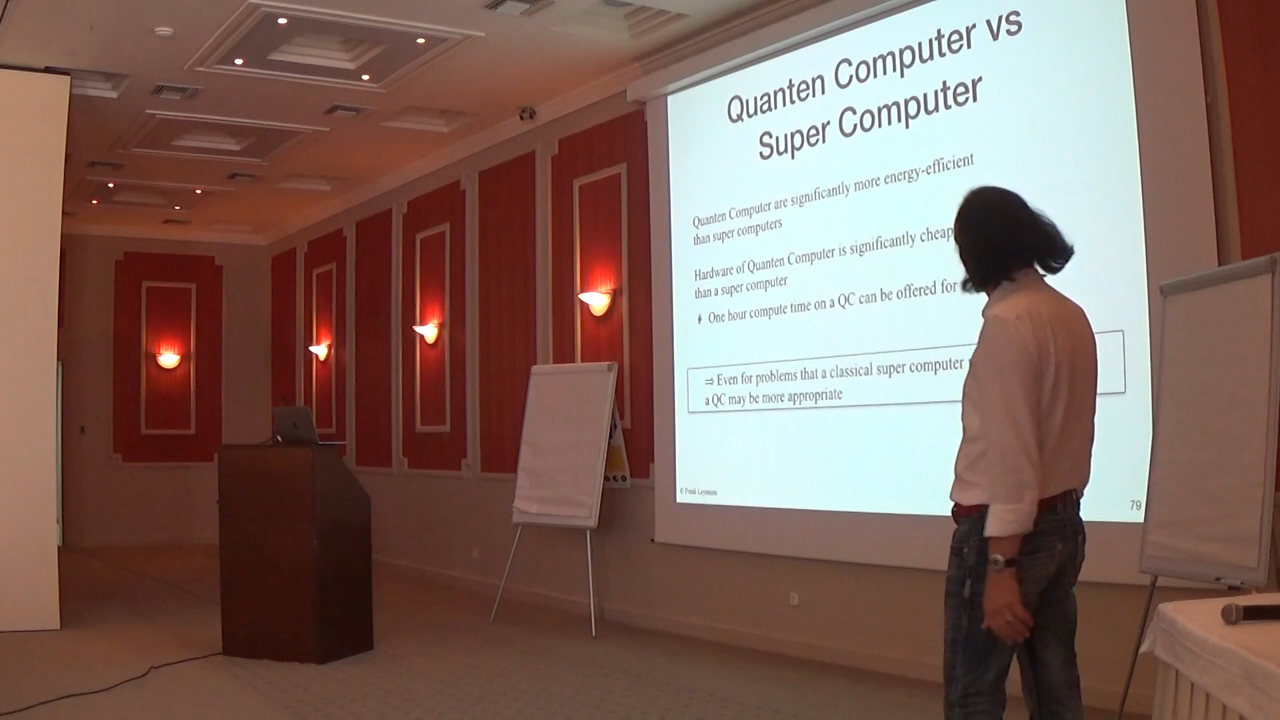 Quanten Computer vs
Super Computer
Quanten Computer are significantly more energy-efficient
than super computers
Hardware of Quanten Computer is significantly cheap
than a super computer
One hour compute time on a QC can be offered for
⇒ Even for problems that a classical super computer
a QC may be more appropriate
© Frank Leymann
79